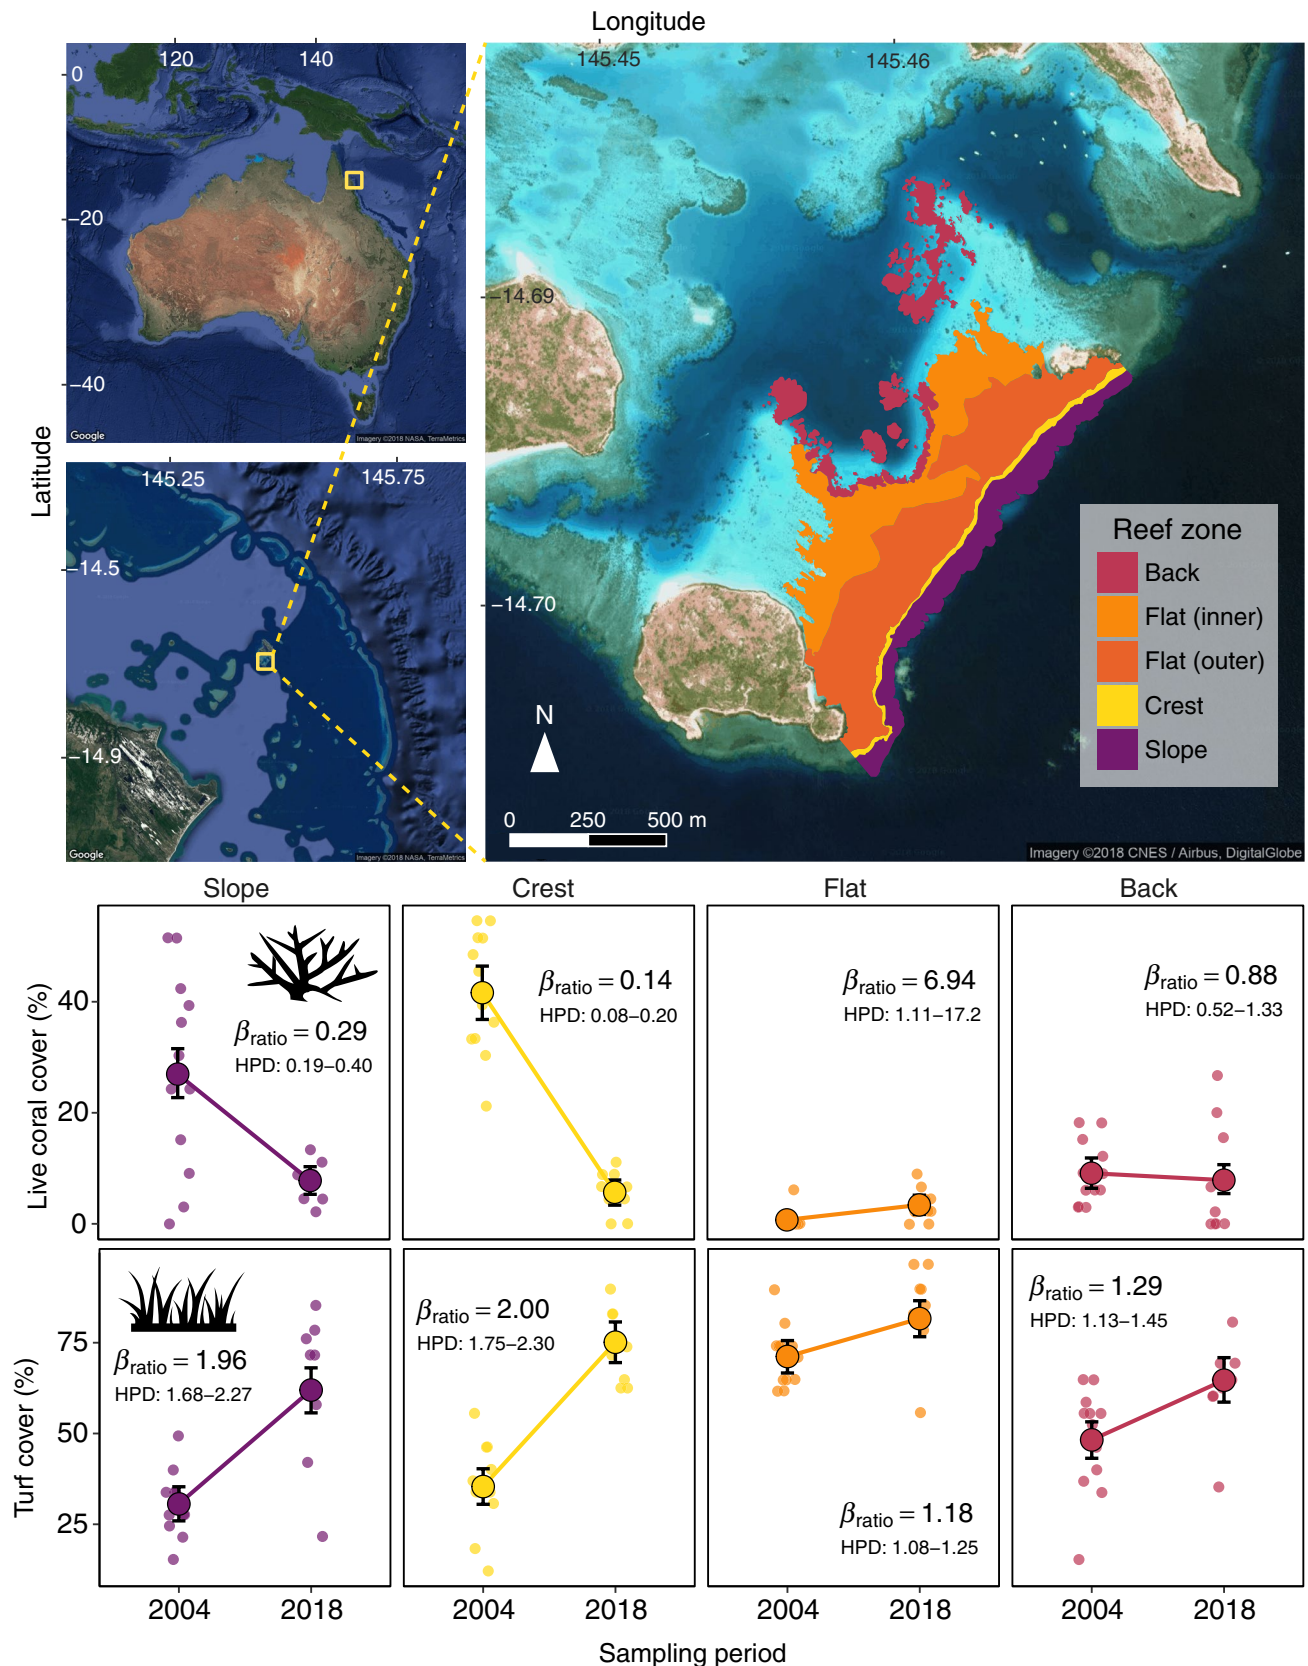 Longitude
Latitude
120 140
0
−20
−40
Google
Imagery ©2018 NASA, TerraMetrics
145.25 145.75
−14.5
−14.9
Google
Imagery ©2018 NASA, TerraMetrics
145.45 145.46
−14.69
−14.70
N
0 250 500 m
Reef zone
Back
Flat (inner)
Flat (outer)
Crest
Slope
Imagery ©2018 CNES / Airbus, DigitalGlobe
Slope Crest Flat Back
Live coral cover (%)
40
20
0
βratio = 0.29
HPD: 0.19−0.40
βratio = 0.14
HPD: 0.08−0.20
βratio = 6.94
HPD: 1.11−17.2
βratio = 0.88
HPD: 0.52−1.33
Turf cover (%)
75
50
25
βratio = 1.96
HPD: 1.68−2.27
βratio = 2.00
HPD: 1.75−2.30
βratio = 1.18
HPD: 1.08−1.25
βratio = 1.29
HPD: 1.13−1.45
2004 2018 2004 2018 2004 2018 2004 2018
Sampling period